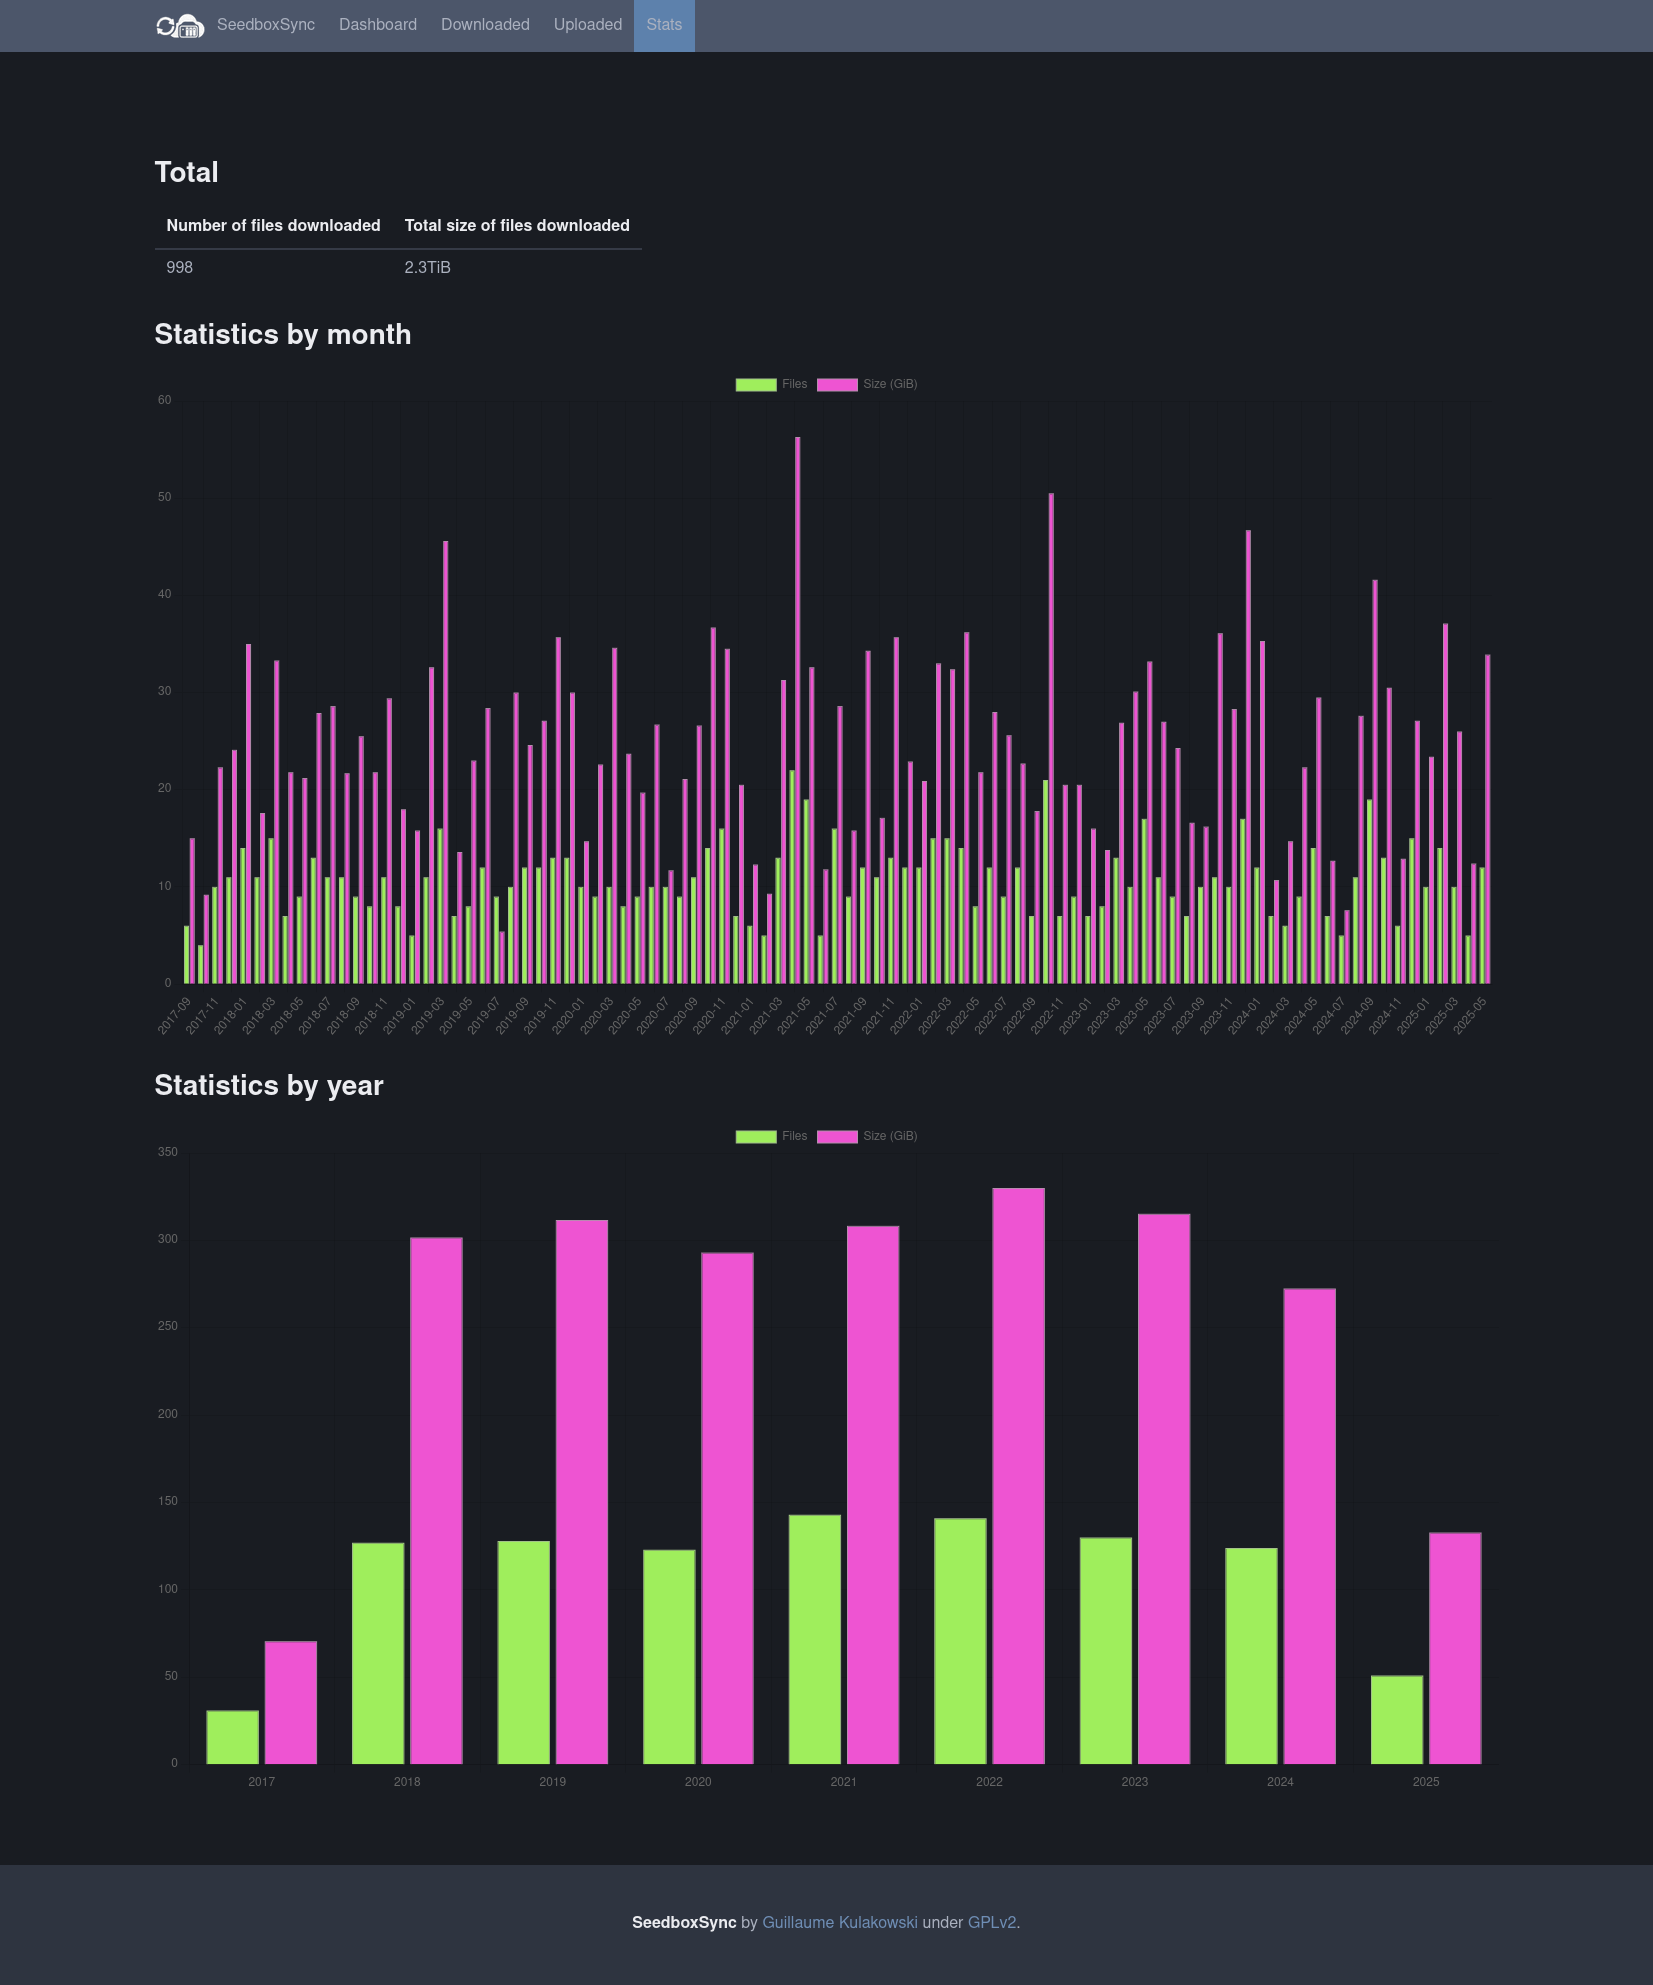 SeedboxSync Dashboard Downloaded Uploaded Stats
Total
Number of files downloaded Total size of files downloaded
998 2.3TiB
Statistics by month
Files Size (GiB)
60
50
40
30
20
10
0
2017-09 2017-11 2018-01 2018-03 2018-05 2018-07 2018-09 2018-11 2019-01 2019-03 2019-05 2019-07 2019-09 2019-11 2020-01 2020-03 2020-05 2020-07 2020-09 2020-11 2021-01 2021-03 2021-05 2021-07 2021-09 2021-11 2022-01 2022-03 2022-05 2022-07 2022-09 2022-11 2023-01 2023-03 2023-05 2023-07 2023-09 2023-11 2024-01 2024-03 2024-05 2024-07 2024-09 2024-11 2025-01 2025-03 2025-05
Statistics by year
Files Size (GiB)
350
300
250
200
150
100
50
0
2017 2018 2019 2020 2021 2022 2023 2024 2025
SeedboxSync by Guillaume Kulakowski under GPLv2.